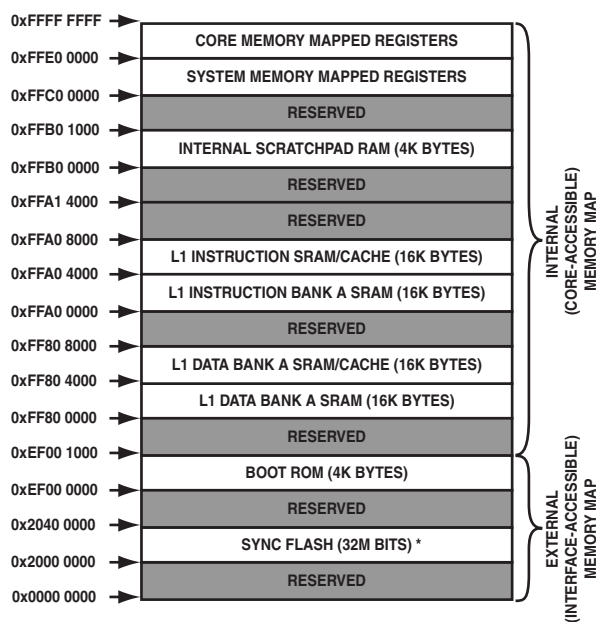 0xFFFF FFFF
CORE MEMORY MAPPED REGISTERS
0xFFE0 0000
SYSTEM MEMORY MAPPED REGISTERS
0xFFC0 0000
RESERVED
0xFFB0 1000
INTERNAL SCRATCHPAD RAM (4K BYTES)
0xFFB0 0000
RESERVED
0xFFA1 4000
RESERVED
0xFFA0 8000
L1 INSTRUCTION SRAM/CACHE (16K BYTES)
0xFFA0 4000
L1 INSTRUCTION BANK A SRAM (16K BYTES)
0xFFA0 0000
RESERVED
0xFF80 8000
L1 DATA BANK A SRAM/CACHE (16K BYTES)
0xFF80 4000
L1 DATA BANK A SRAM (16K BYTES)
0xFF80 0000
RESERVED
0xEF00 1000
BOOT ROM (4K BYTES)
0xEF00 0000
RESERVED
0x2040 0000
SYNC FLASH (32M BITS) *
0x2000 0000
RESERVED
0x0000 0000
INTERNAL
(CORE-ACCESSIBLE)
MEMORY MAP
EXTERNAL
(INTERFACE-ACCESSIBLE)
MEMORY MAP